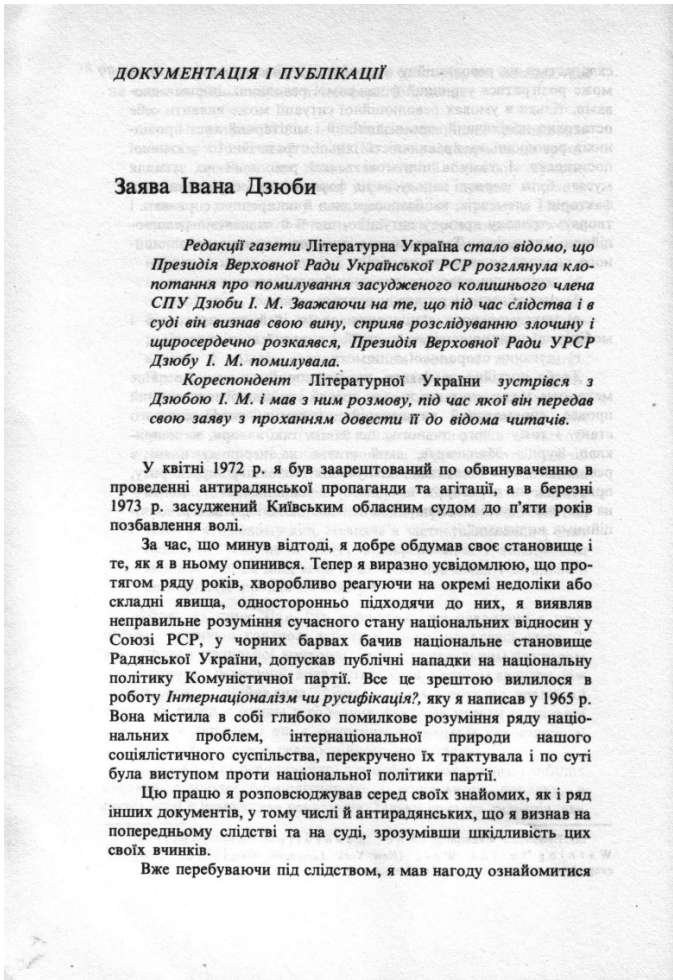 ДОКУМЕНТАЦІЯ І ПУБЛІКАЦІЇ
Заява Івана Дзюби
Редакції газети Літературна Україна стало відомо, що
Президія Верховної Ради Української РСР розглянула кло-
потання про помилування засудженого колишнього члена
СПУ Дзюби І. М. Зважаючи на те, що під час слідства і в
суді він визнав свою вину, сприяв розслідуванню злочину і
щиросердечно розкаявся, Президія Верховної Ради УРСР
Дзюбу І. М. помилувала.
Кореспондент Літературної України зустрівся з
Дзюбою І. М. і мав з ним розмову, під час якої він передав
свою заяву з проханням довести її до відома читачів.
У квітні 1972 р. я був заарештований по обвинуваченню в
проведенні антирадянської пропаганди та агітації, а в березні
1973 р. засуджений Київським обласним судом до п'яти років
позбавлення волі.
За час, що минув відтоді, я добре обдумав своє становище і
те, як я в ньому опинився. Тепер я виразно усвідомлюю, що про-
тягом ряду років, хворобливо реагуючи на окремі недоліки або
складні явища, односторонньо підходячи до них, я виявляв
неправильне розуміння сучасного стану національних відносин у
Союзі РСР, у чорних барвах бачив національне становище
Радянської України, допускав публічні нападки на національну
політику Комуністичної партії. Все це зрештою вилилося в
роботу Інтернаціоналізм чи русифікація?, яку я написав у 1965 р.
Вона містила в собі глибоко помилкове розуміння ряду націо-
нальних проблем, інтернаціональної природи нашого
соціялістичного суспільства, перекручено їх трактувала і по суті
була виступом проти національної політики партії.
Цю працю я розповсюджував серед своїх знайомих, як і ряд
інших документів, у тому числі й антирадянських, що я визнав на
попередньому слідстві та на суді, зрозумівши шкідливість цих
своїх вчинків.
Вже перебуваючи під слідством, я мав нагоду ознайомитися